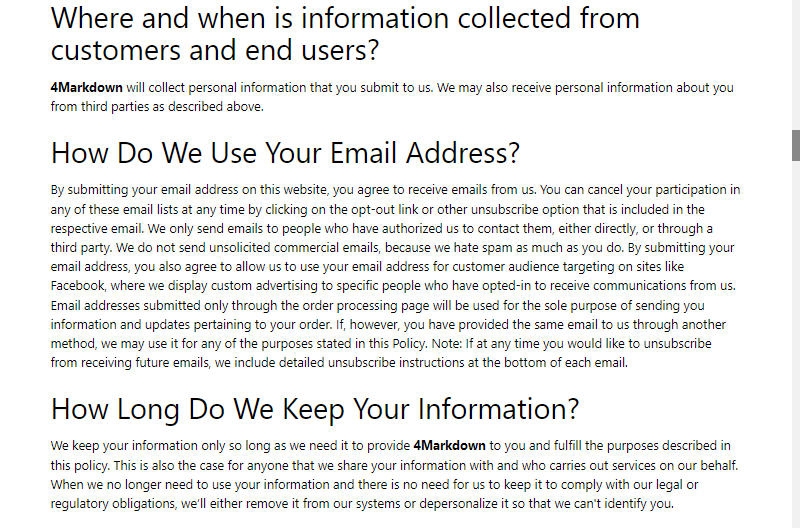 Where and when is information collected from
customers and end users?
4Markdown will collect personal information that you submit to us. We may also receive personal information about you
from third parties as described above.
How Do We Use Your Email Address?
By submitting your email address on this website, you agree to receive emails from us. You can cancel your participation in
any of these email lists at any time by clicking on the opt-out link or other unsubscribe option that is included in the
respective email. We only send emails to people who have authorized us to contact them, either directly, or through a
third party. We do not send unsolicited commercial emails, because we hate spam as much as you do. By submitting your
email address, you also agree to allow us to use your email address for customer audience targeting on sites like
Facebook, where we display custom advertising to specific people who have opted-in to receive communications from us.
Email addresses submitted only through the order processing page will be used for the sole purpose of sending you
information and updates pertaining to your order. If, however, you have provided the same email to us through another
method, we may use it for any of the purposes stated in this Policy. Note: If at any time you would like to unsubscribe
from receiving future emails, we include detailed unsubscribe instructions at the bottom of each email.
How Long Do We Keep Your Information?
We keep your information only so long as we need it to provide 4Markdown to you and fulfill the purposes described in
this policy. This is also the case for anyone that we share your information with and who carries out services on our behalf.
When we no longer need to use your information and there is no need for us to keep it to comply with our legal or
regulatory obligations, we'll either remove it from our systems or depersonalize it so that we can't identify you.